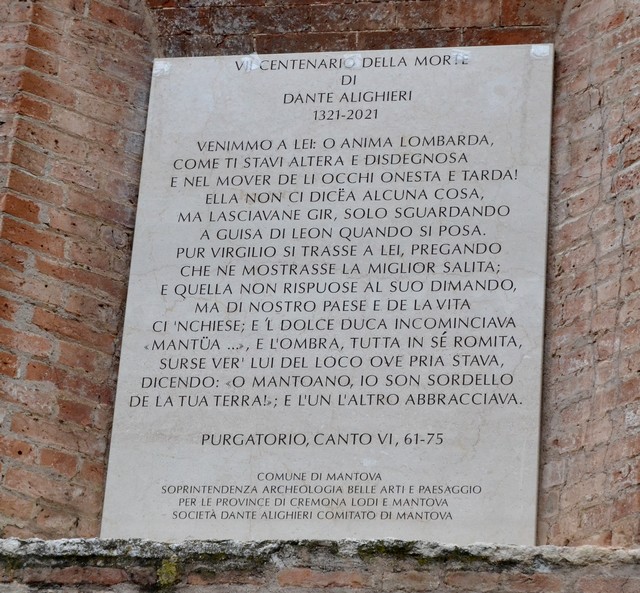 VII CENTENARIO DELLA MORTE
DI
DANTE ALIGHIERI
1321-2021
VENIMMO A LEI: O ANIMA LOMBARDA,
COME TI STAVI ALTERA E DISDEGNOSA
E NEL MOVER DE LI OCCHI ONESTA E TARDA!
ELLA NON CI DICËA ALCUNA COSA,
MA LASCIAVANE GIR, SOLO SGUARDANDO
A GUISA DI LEON QUANDO SI POSA.
PUR VIRGILIO SI TRASSE A LEI, PREGANDO
CHE NE MOSTRASSE LA MIGLIOR SALITA;
E QUELLA NON RISPUOSE AL SUO DIMANDO,
MA DI NOSTRO PAESE E DE LA VITA
CI 'NCHIESE; E ´L DOLCE DUCA INCOMINCIAVA
«MANTÜA ...», E L'OMBRA, TUTTA IN SÉ ROMITA,
SURSE VER' LUI DEL LOCO OVE PRIA STAVA,
DICENDO: «O MANTOANO, IO SON SORDELLO
DE LA TUA TERRA!»; E L'UN L'ALTRO ABBRACCIAVA.
PURGATORIO, CANTO VI, 61-75
COMUNE DI MANTOVA
SOPRINTENDENZA ARCHEOLOGIA BELLE ARTI E PAESAGGIO
PER LE PROVINCE DI CREMONA LODI E MANTOVA
SOCIETÀ DANTE ALIGHIERI COMITATO DI MANTOVA